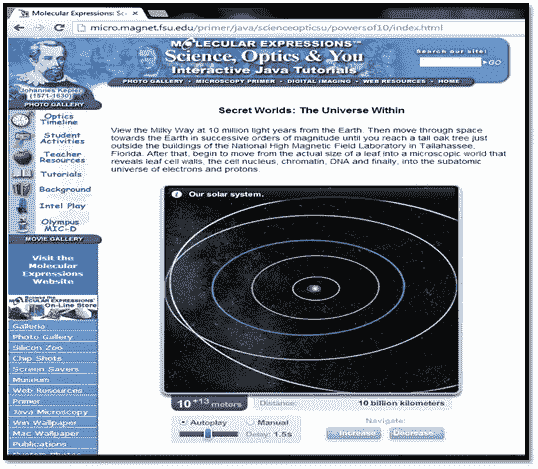 Molecular Expressions: Sci
micro.magnet.fsu.edu/primer/java/scienceopticsu/powersof10/index.html
MOLECULAR EXPRESSIONS™
Science, Optics & You
Interactive Java Tutorials
Search our site!
GO
PHOTO GALLERY • MICROSCOPY PRIMER • DIGITAL IMAGING • WEB RESOURCES • HOME
Johannes Kepler
(1571-1630)
PHOTO GALLERY
Optics
Timeline
Student
Activities
Teacher
Resources
Tutorials
Background
Intel Play
Olympus
MIC-D
MOVIE GALLERY
Visit the
Molecular
Expressions
Website
MOLECULAR EXPRESSIONS™
On-Line Store
Galleria
Photo Gallery
Silicon Zoo
Chip Shots
Screen Savers
Museum
Web Resources
Primer
Java Microscopy
Win Wallpaper
Mac Wallpaper
Publications
Secret Worlds: The Universe Within
View the Milky Way at 10 million light years from the Earth. Then move through space
towards the Earth in successive orders of magnitude until you reach a tall oak tree just
outside the buildings of the National High Magnetic Field Laboratory in Tallahassee,
Florida. After that, begin to move from the actual size of a leaf into a microscopic world that
reveals leaf cell walls, the cell nucleus, chromatin, DNA and finally, into the subatomic
universe of electrons and protons.
Our solar system.
10+13 meters
Distance:
10 billion kilometers
Autoplay
Manual
Delay: 1.5s
Navigate:
Increase
Decrease